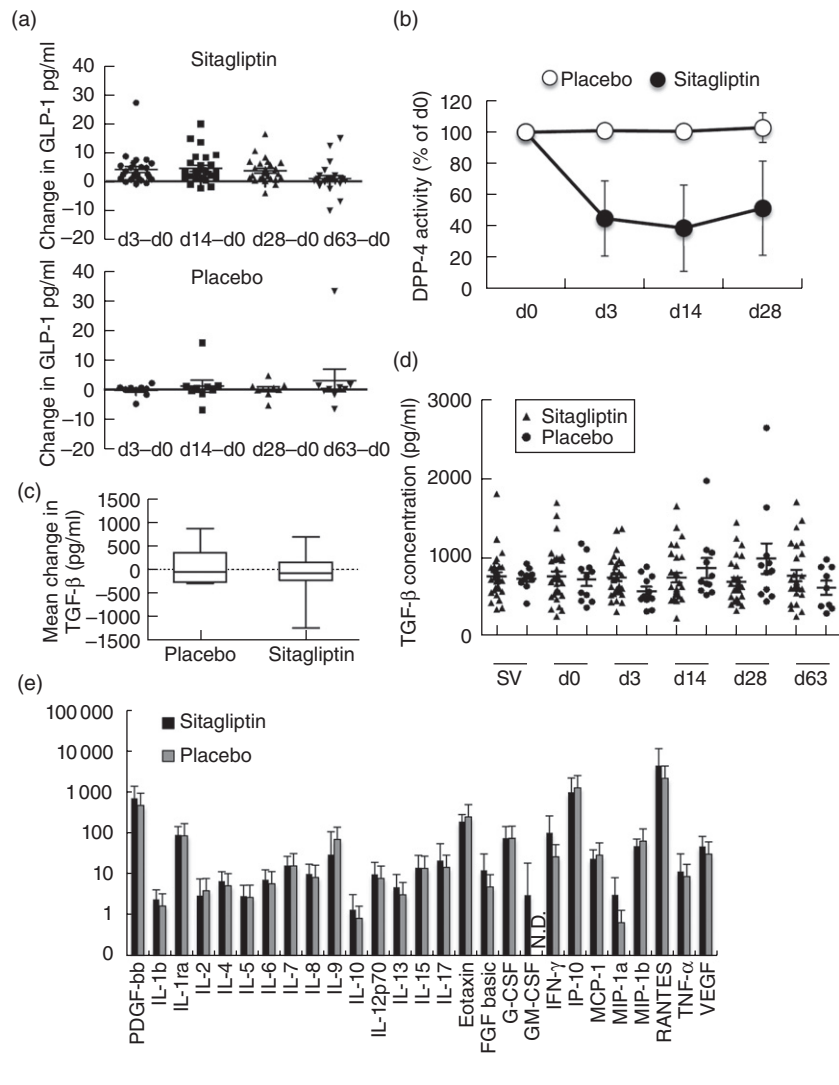 (a)
Sitagliptin
Change in GLP-1 pg/ml
40
30
20
10
0
−10
−20
d3–d0 d14–d0 d28–d0 d63–d0
Placebo
Change in GLP-1 pg/ml
40
30
20
10
0
−10
−20
d3–d0 d14–d0 d28–d0 d63–d0
(b)
Placebo Sitagliptin
DPP-4 activity (% of d0)
120
100
80
60
40
20
0
d0 d3 d14 d28
(c)
Mean change in
TGF-β (pg/ml)
1500
1000
500
0
−500
−1000
−1500
Placebo Sitagliptin
(d)
TGF-β concentration (pg/ml)
3000
2000
1000
0
Sitagliptin
Placebo
SV d0 d3 d14 d28 d63
(e)
100 000
10 000
1 000
100
10
1
0
Sitagliptin
Placebo
N.D.
PDGF-bb
IL-1b
IL-1ra
IL-2
IL-4
IL-5
IL-6
IL-7
IL-8
IL-9
IL-10
IL-12p70
IL-13
IL-15
IL-17
Eotaxin
FGF basic
G-CSF
GM-CSF
IFN-γ
IP-10
MCP-1
MIP-1a
MIP-1b
RANTES
TNF-α
VEGF